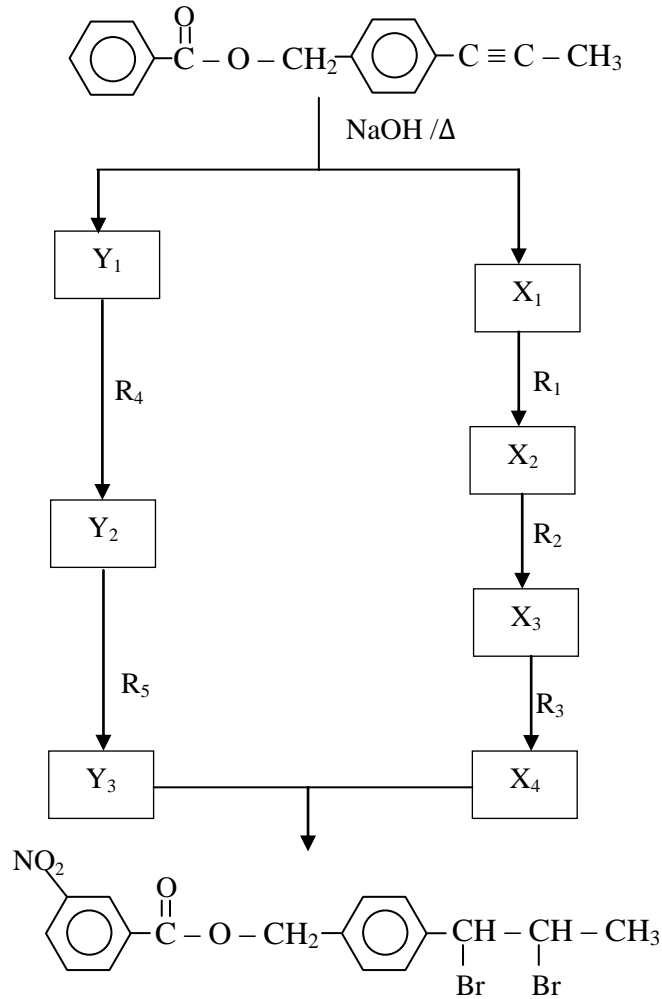 O
C – O – CH₂ C ≡ C – CH₃
NaOH /Δ
Y₁
X₁
R₄
R₁
X₂
Y₂
R₂
X₃
R₅
R₃
Y₃
X₄
NO₂
O
C – O – CH₂ CH – CH – CH₃
Br Br